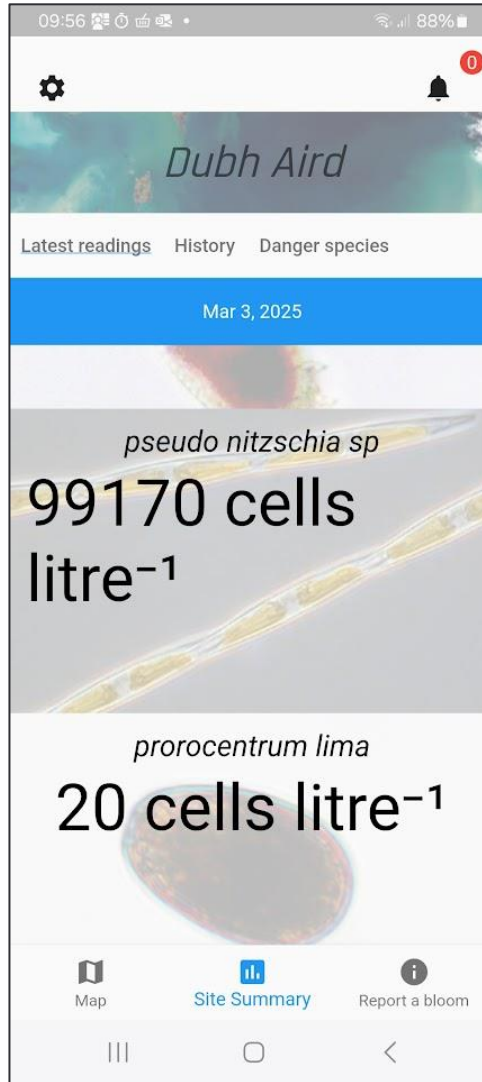 09:56 88%
0
Dubh Aird
Latest readings History Danger species
Mar 3, 2025
pseudo nitzschia sp
99170 cells
litre⁻¹
prorocentrum lima
20 cells litre⁻¹
Map Site Summary Report a bloom